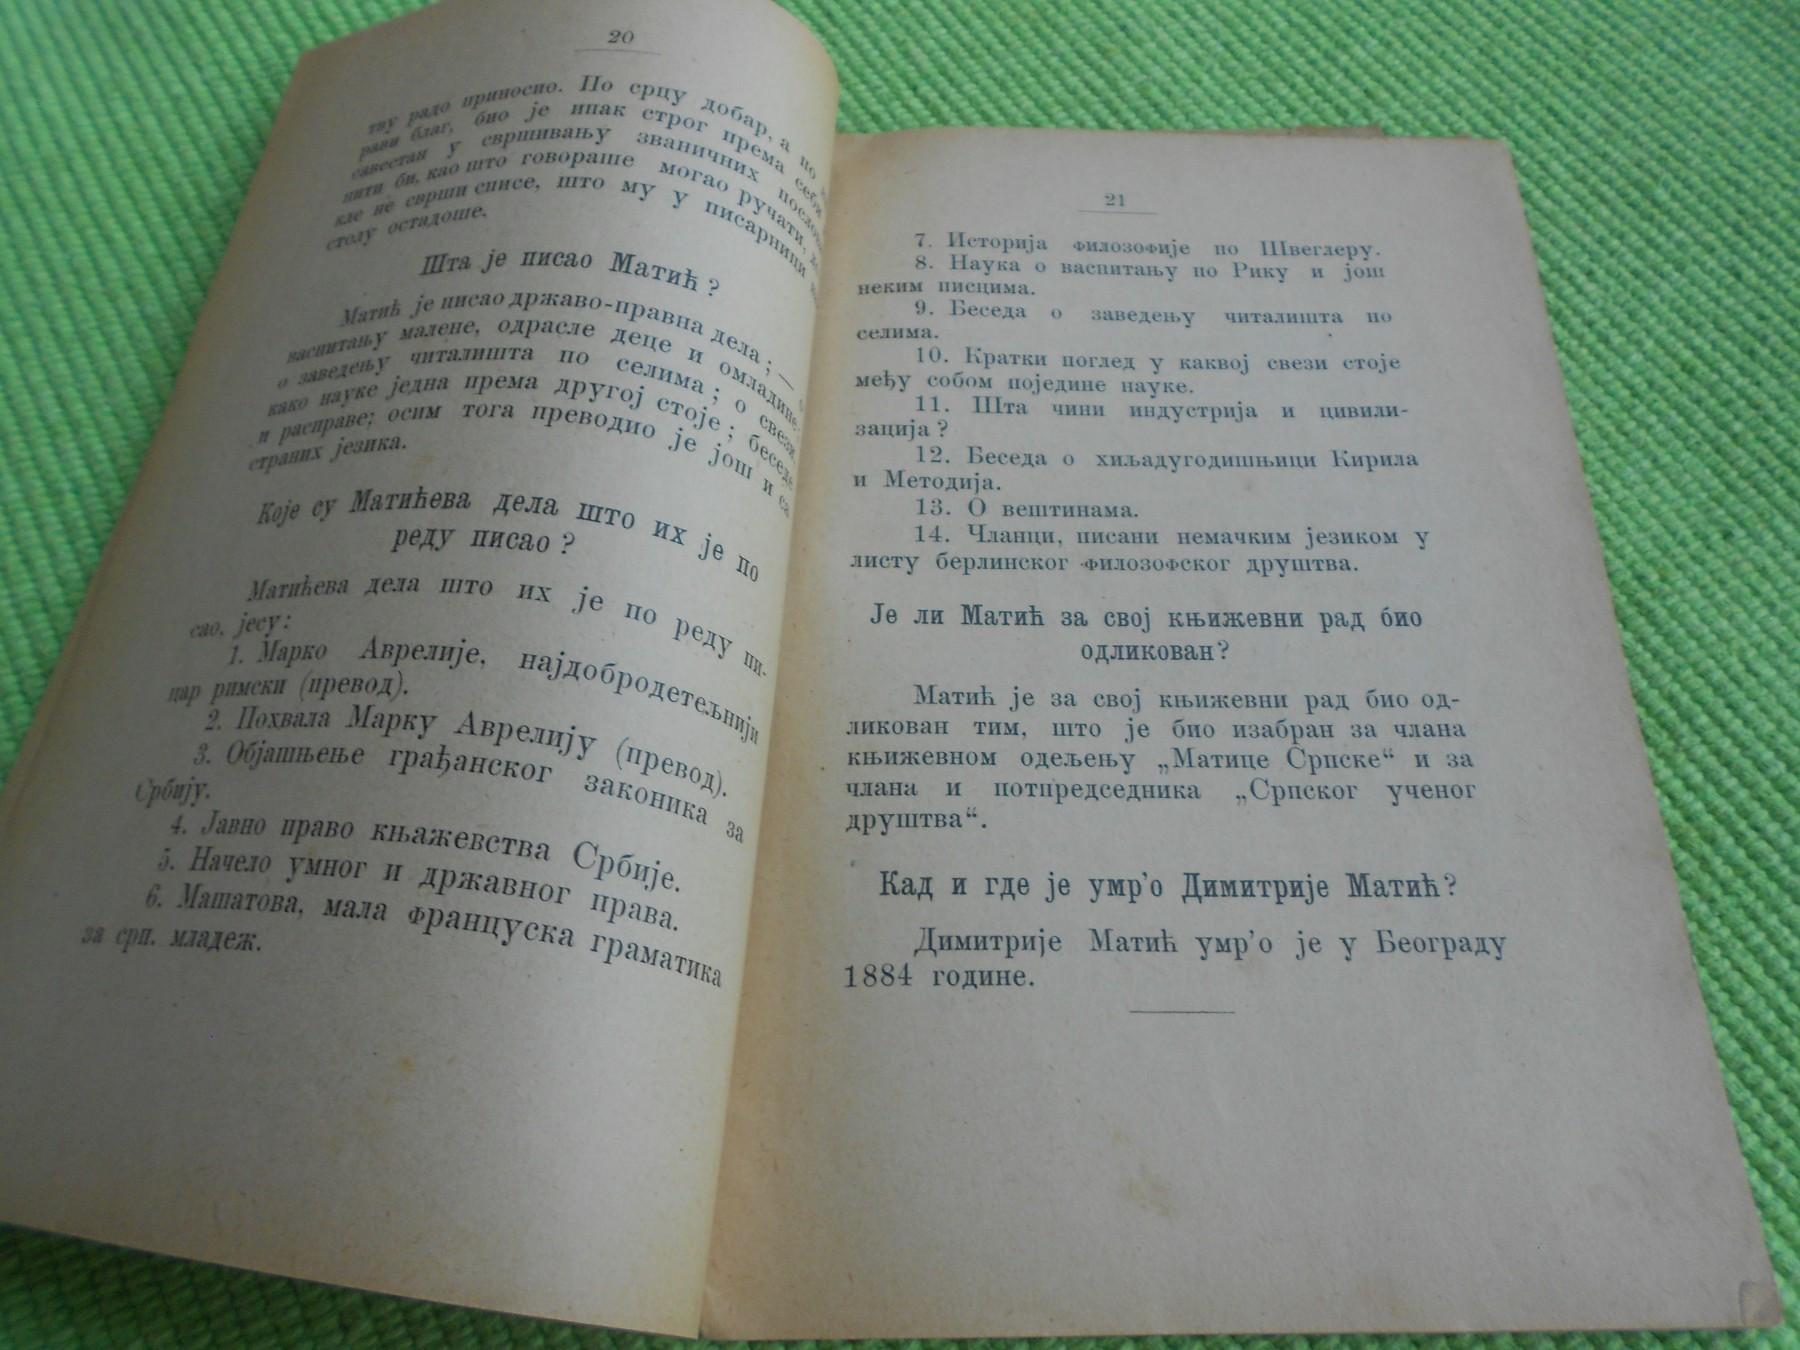 20
тву радо приносио. По срцу добар, а по
рави благ, био је ипак строг према себи
савестан у свршивању званичних послова
нити би, као што говораше могао ручати,
кле не сврши списе, што му у писарници
столу остадоше.
Шта је писао Матић?
Матић је писао државо-правна дела; — о
васпитању малене, одрасле деце и омладине;
о заведењу читалишта по селима; о свези
како науке једна према другој стоје; беседе
и расправе; осим тога преводио је још и са
страних језика.
Које су Матићева дела што их је по
реду писао?
Матићева дела што их је по реду пи-
сао, јесу:
1. Марко Аврелије, најдобродетељнији
цар римски (превод).
2. Похвала Марку Аврелију (превод).
3. Објашњење грађанског законика за
Србију.
4. Јавно право књажевства Србије.
5. Начело умног и државног права.
6. Машатова, мала француска граматика
за срп. младеж.
21
7. Историја философије по Швеглеру.
8. Наука о васпитању по Рику и још
неким писцима.
9. Беседа о заведењу читалишта по
селима.
10. Кратки поглед у каквој свези стоје
међу собом поједине науке.
11. Шта чини индустрија и цивили-
зација?
12. Беседа о хиљадугодишњици Кирила
и Методија.
13. О вештинама.
14. Чланци, писани немачким језиком у
листу берлинског филозофског друштва.
Је ли Матић за свој књижевни рад био
одликован?
Матић је за свој књижевни рад био од-
ликован тим, што је био изабран за члана
књижевном одељењу „Матице Српске“ и за
члана и потпредседника „Српског ученог
друштва“.
Кад и где је умр’о Димитрије Матић?
Димитрије Матић умр’о је у Београду
1884 године.